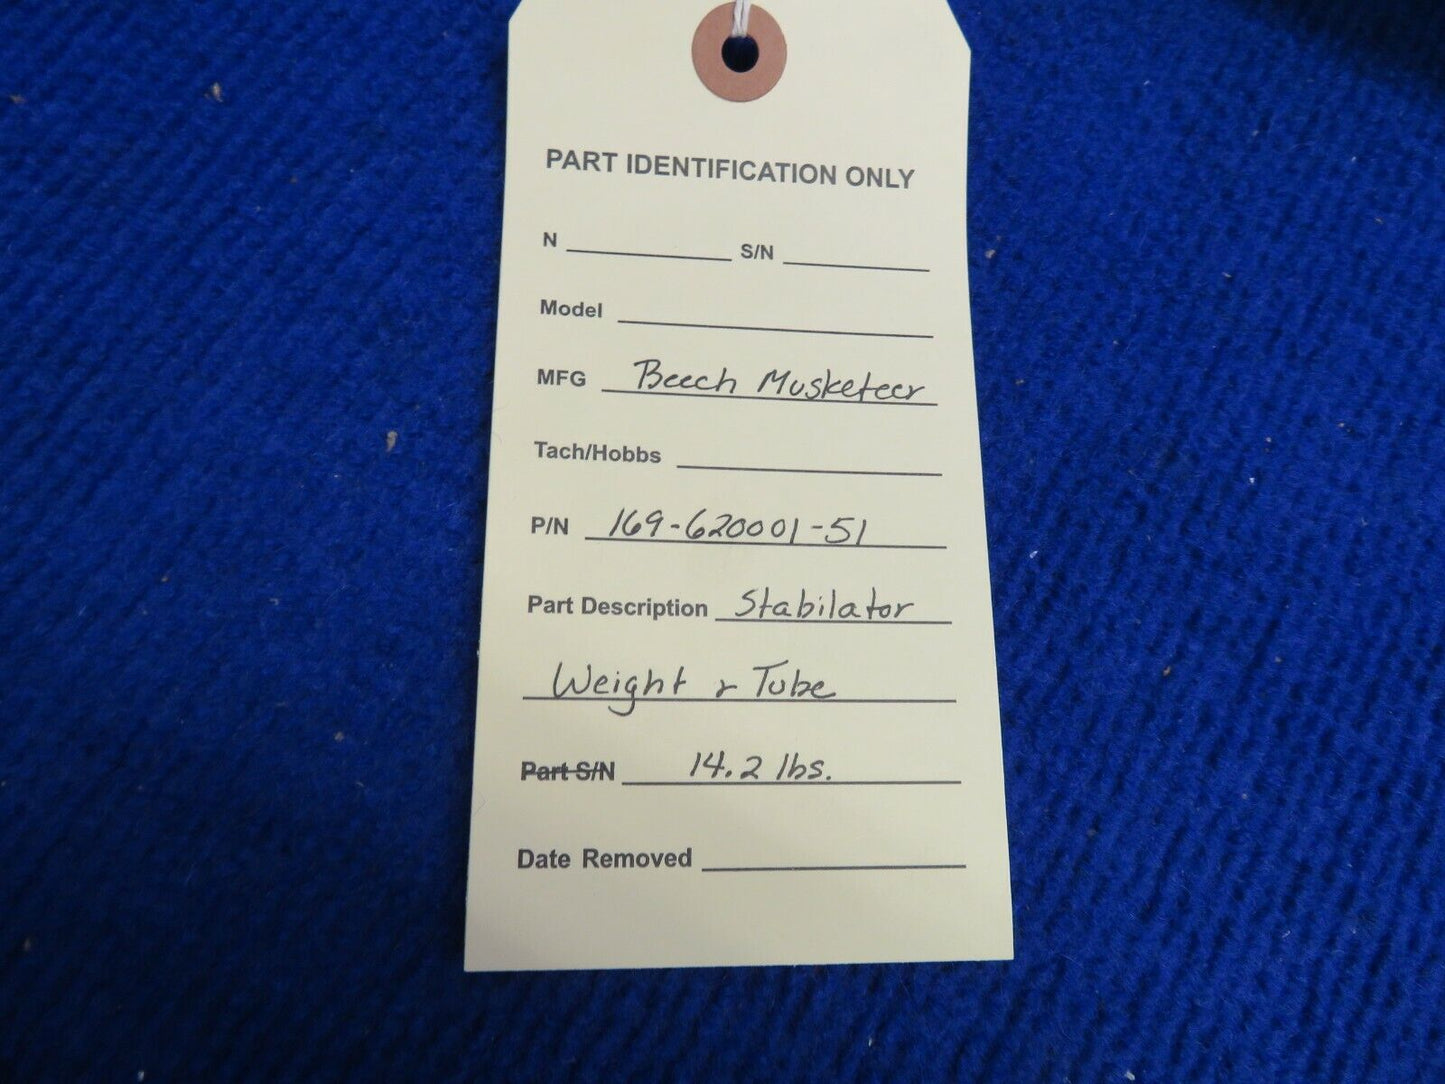 PART IDENTIFICATION ONLY
N S/N
Model
MFG Beech Musketeer
Tach/Hobbs
P/N 169-620001-51
Part Description Stabilator
Weight & Tube
Part S/N 14.2 lbs.
Date Removed